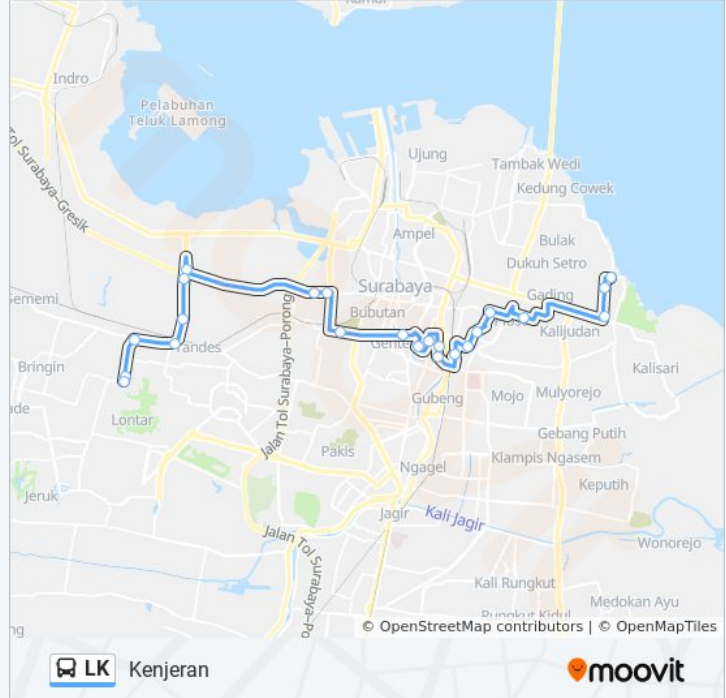 Indro
Pelabuhan
Teluk Lamong
Tol Surabaya–Gresik
Ujung
Tambak Wedi
Kedung Cowek
Ampel
Bulak
Dukuh Setro
Surabaya
Gading
Sememi
Bubutan
Kalijudan
Tandes
Bringin
Kalisari
Jalan Tol Surabaya–Porong
Gubeng
Mojo
Mulyorejo
Lontar
Gebang Putih
Pakis
Klampis Ngasem
Ngagel
Keputih
Jeruk
Jagir
Kali Jagir
Wonorejo
Jalan Tol Surabaya–Po
Kali Rungkut
Medokan Ayu
Rungkut Kidul
© OpenStreetMap contributors | © OpenMapTiles
LK Kenjeran
moovit